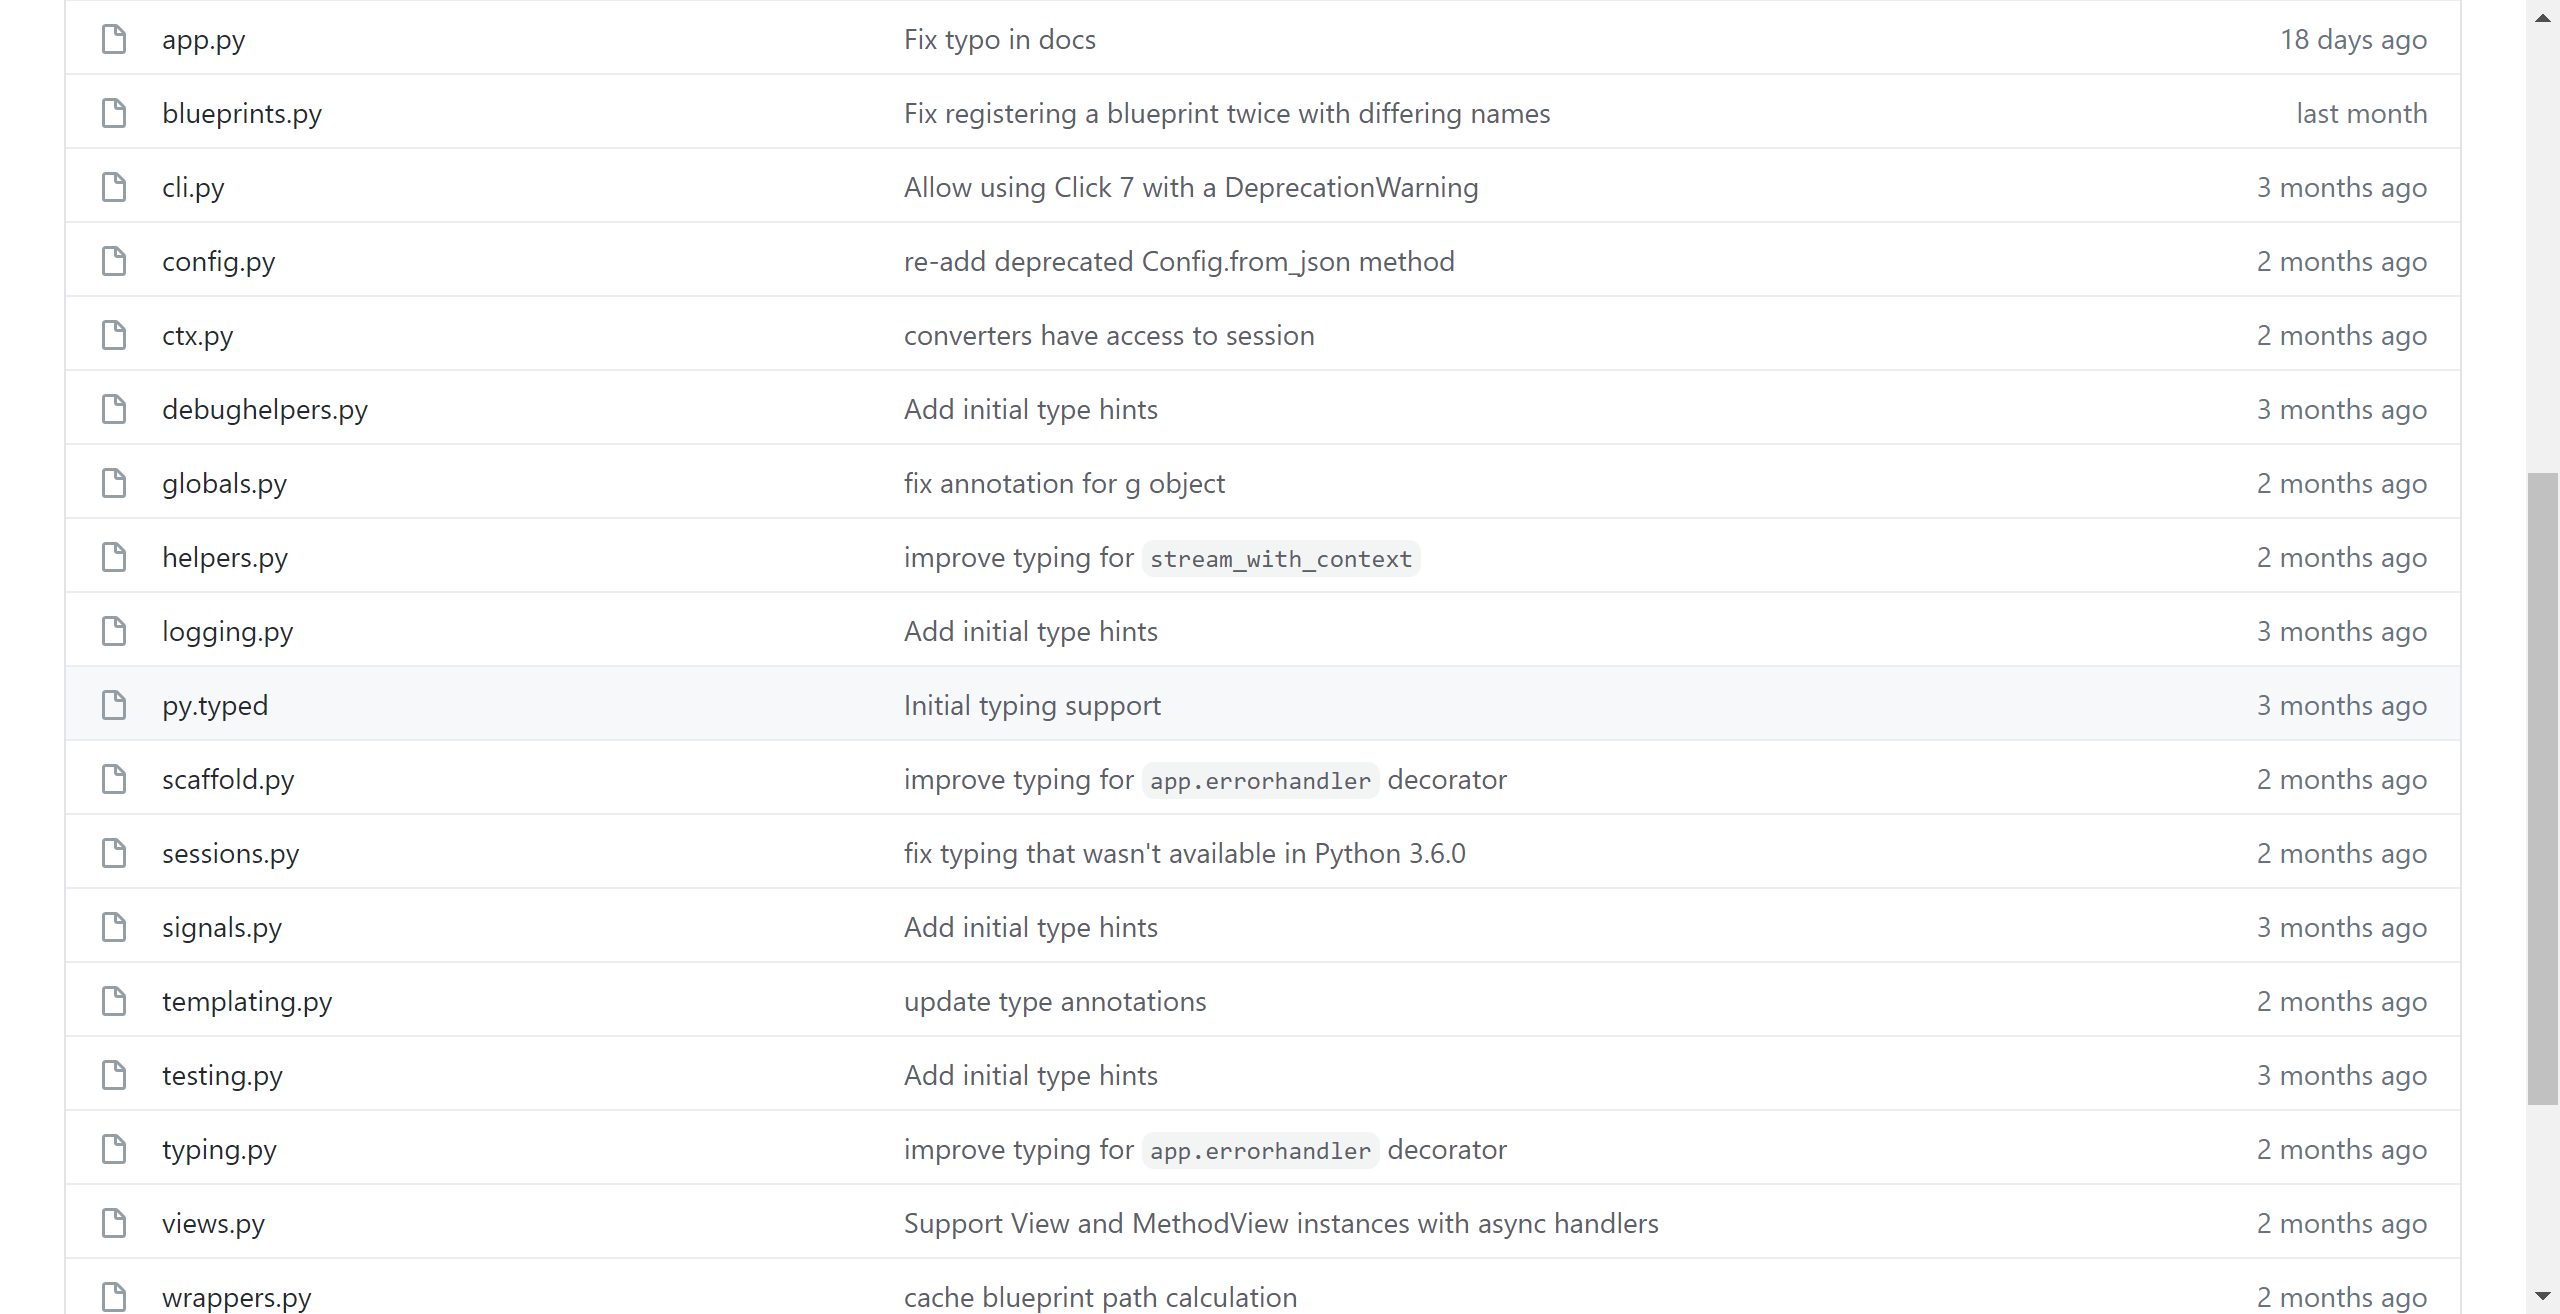 app.py Fix typo in docs 18 days ago
blueprints.py Fix registering a blueprint twice with differing names last month
cli.py Allow using Click 7 with a DeprecationWarning 3 months ago
config.py re-add deprecated Config.from_json method 2 months ago
ctx.py converters have access to session 2 months ago
debughelpers.py Add initial type hints 3 months ago
globals.py fix annotation for g object 2 months ago
helpers.py improve typing for stream_with_context 2 months ago
logging.py Add initial type hints 3 months ago
py.typed Initial typing support 3 months ago
scaffold.py improve typing for app.errorhandler decorator 2 months ago
sessions.py fix typing that wasn't available in Python 3.6.0 2 months ago
signals.py Add initial type hints 3 months ago
templating.py update type annotations 2 months ago
testing.py Add initial type hints 3 months ago
typing.py improve typing for app.errorhandler decorator 2 months ago
views.py Support View and MethodView instances with async handlers 2 months ago
wrappers.py cache blueprint path calculation 2 months ago